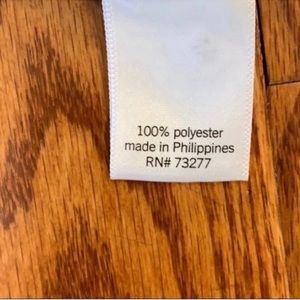 100% polyester
made in Philippines
RN# 73277